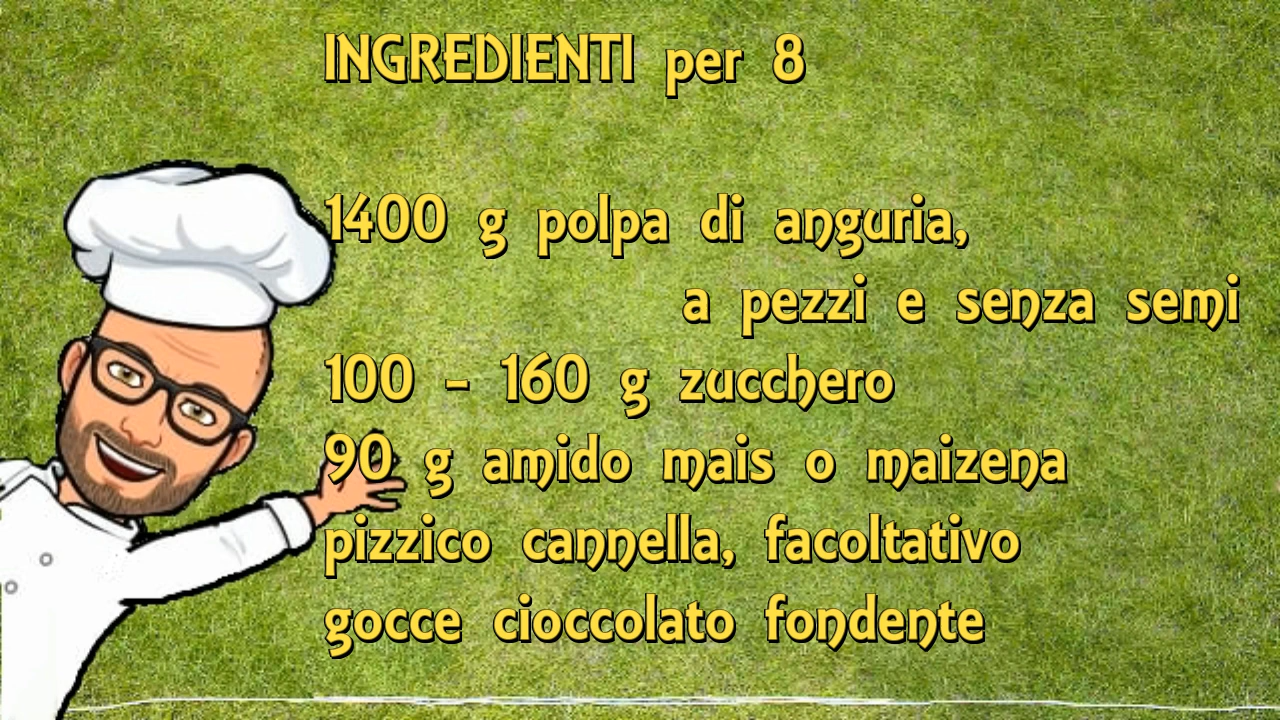 INGREDIENTI per 8
1400 g polpa di anguria,
a pezzi e senza semi
100 - 160 g zucchero
90 g amido mais o maizena
pizzico cannella, facoltativo
gocce cioccolato fondente